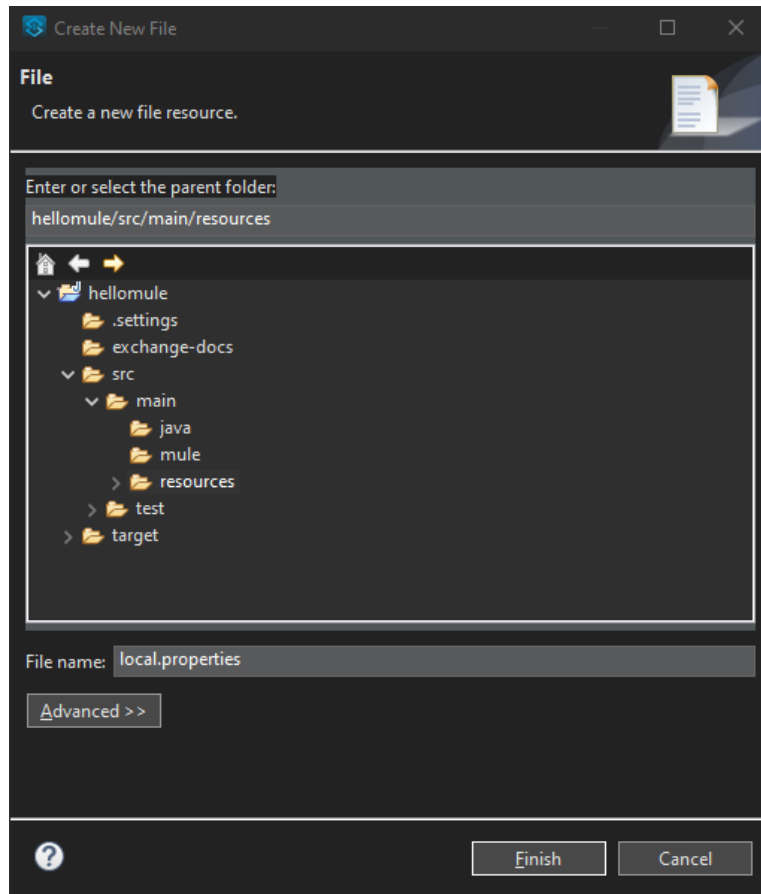 Create New File
File
Create a new file resource.
Enter or select the parent folder:
hellomule/src/main/resources
hellomule
.settings
exchange-docs
src
main
java
mule
resources
test
target
File name: local.properties
Advanced >>
Finish Cancel